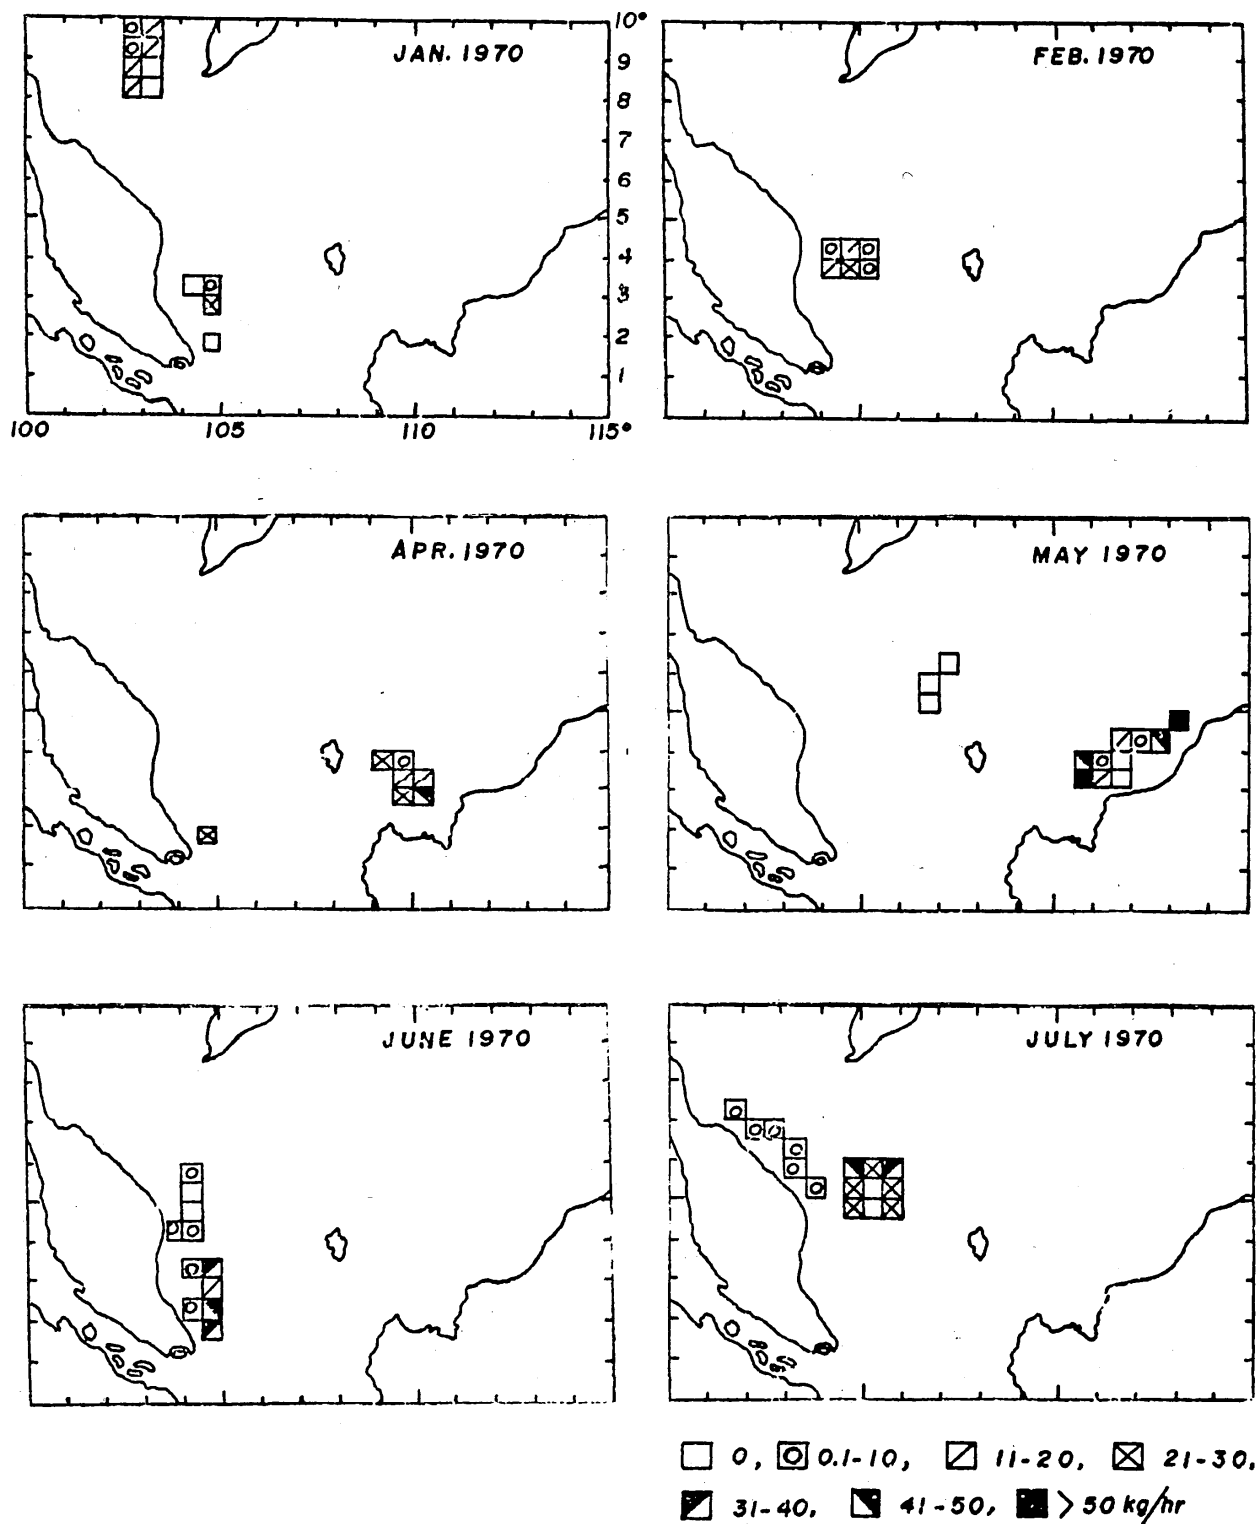 JAN. 1970
10°
9
8
7
6
5
4
3
2
1
100 105 110 115°
FEB. 1970
APR. 1970
MAY 1970
JUNE 1970
JULY 1970
0, 0.1-10, 11-20, 21-30,
31-40, 41-50, >50 kg/hr